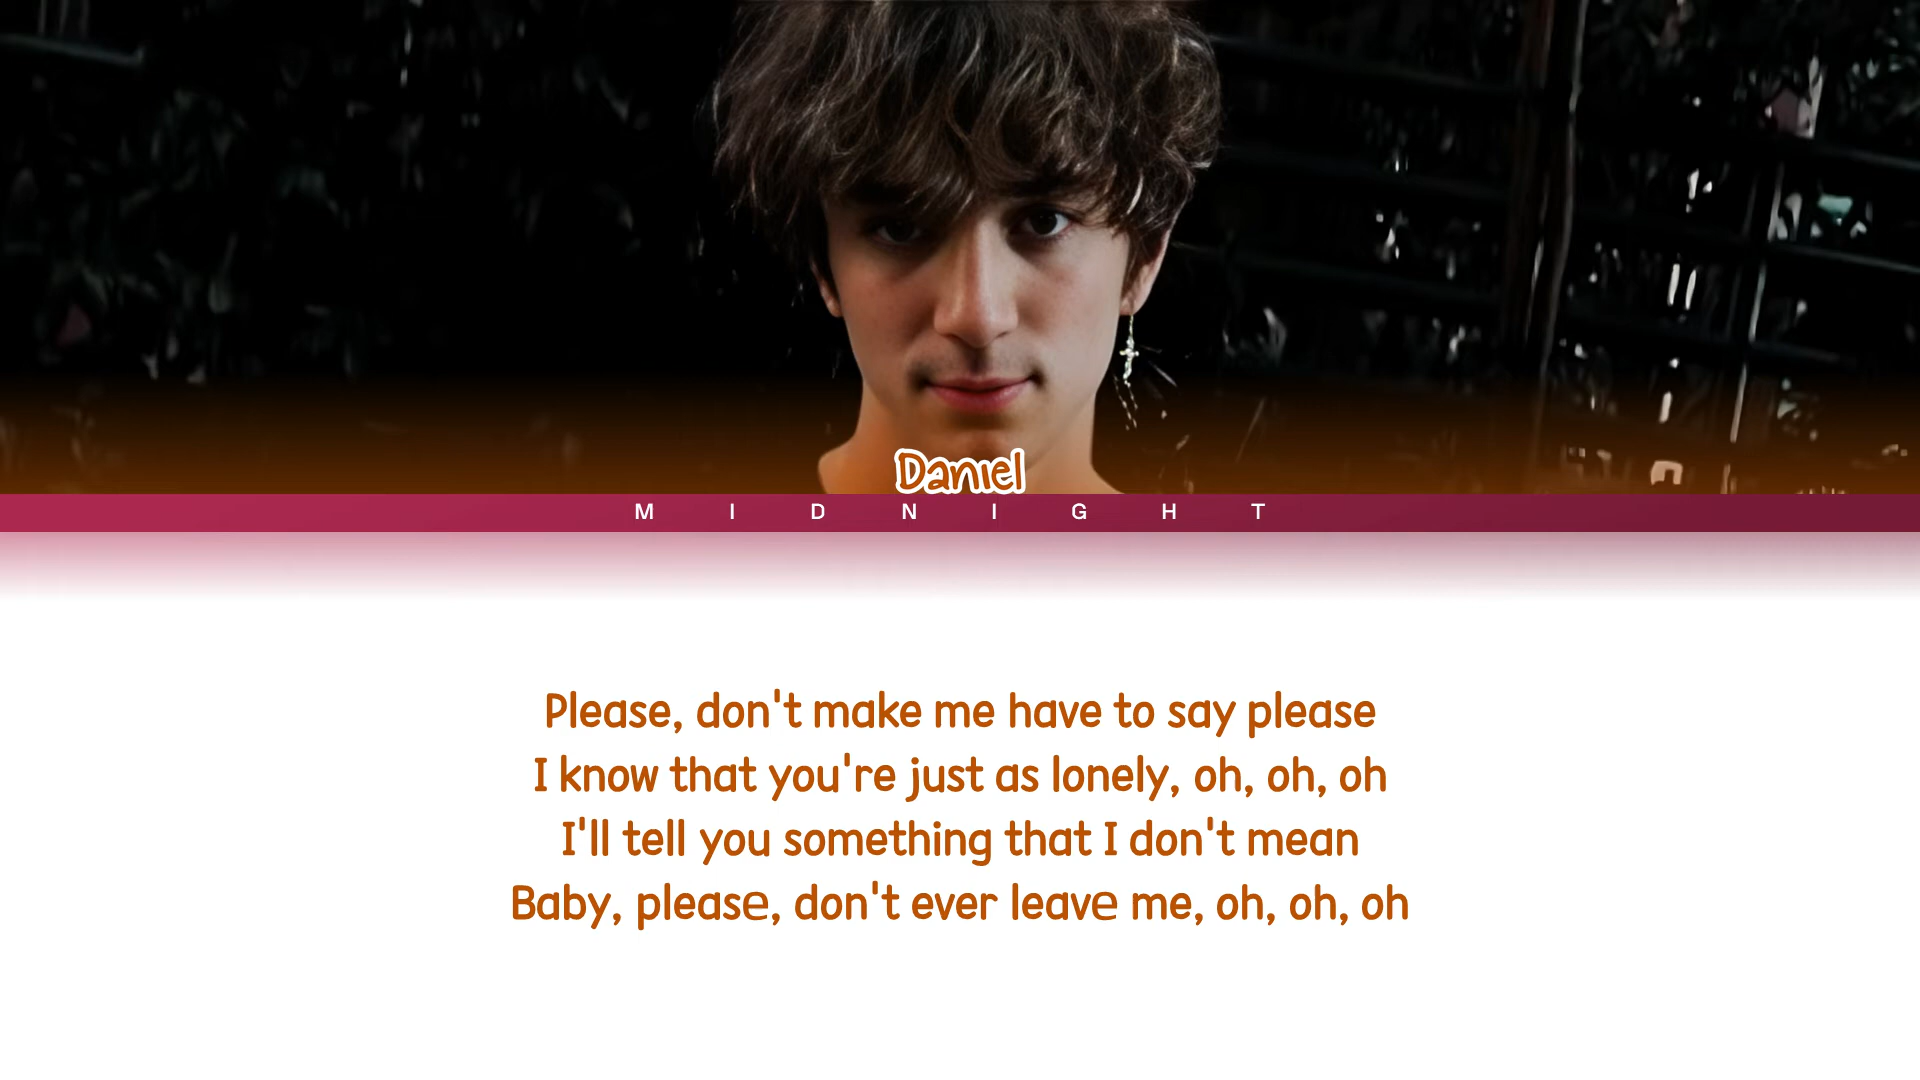 Daniel
MIDNIGHT
Please, don't make me have to say please
I know that you're just as lonely, oh, oh, oh
I'll tell you something that I don't mean
Baby, please, don't ever leave me, oh, oh, oh